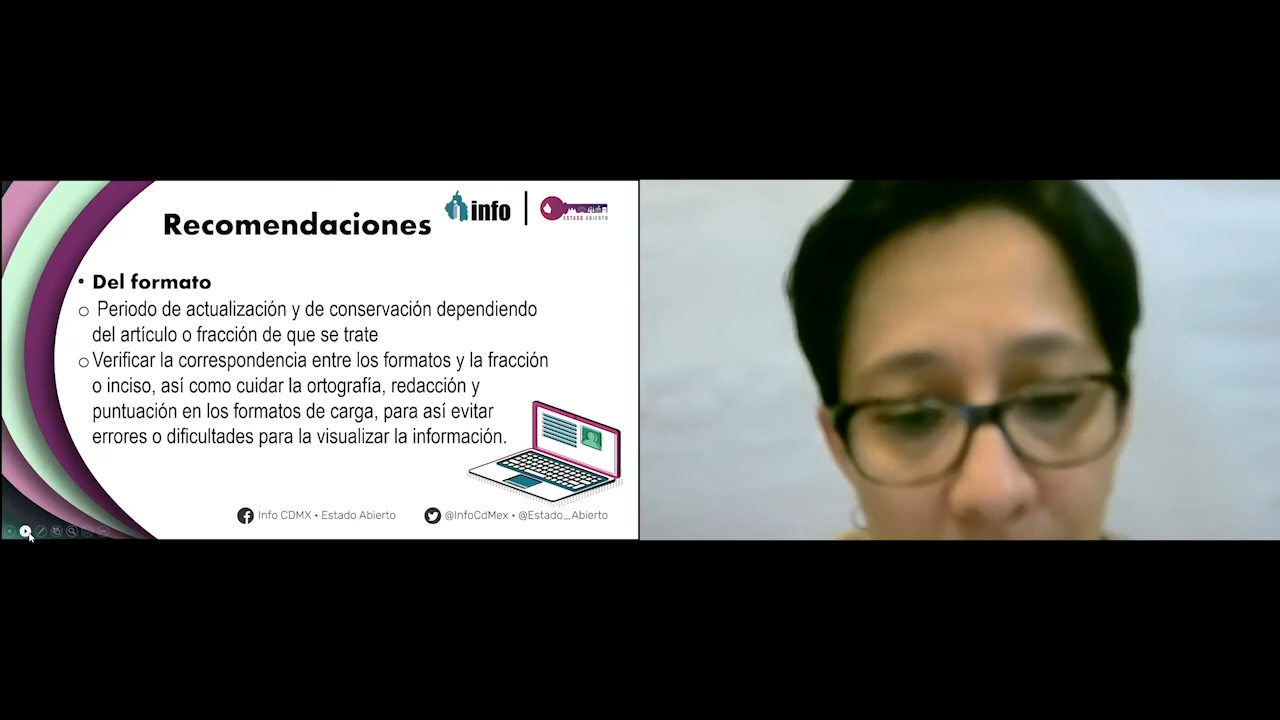 Recomendaciones
info
ESTADO ABIERTO
• Del formato
o Periodo de actualización y de conservación dependiendo
del artículo o fracción de que se trate
o Verificar la correspondencia entre los formatos y la fracción
o inciso, así como cuidar la ortografía, redacción y
puntuación en los formatos de carga, para así evitar
errores o dificultades para la visualizar la información.
Info CDMX • Estado Abierto
@InfoCdMex • @Estado_Abierto